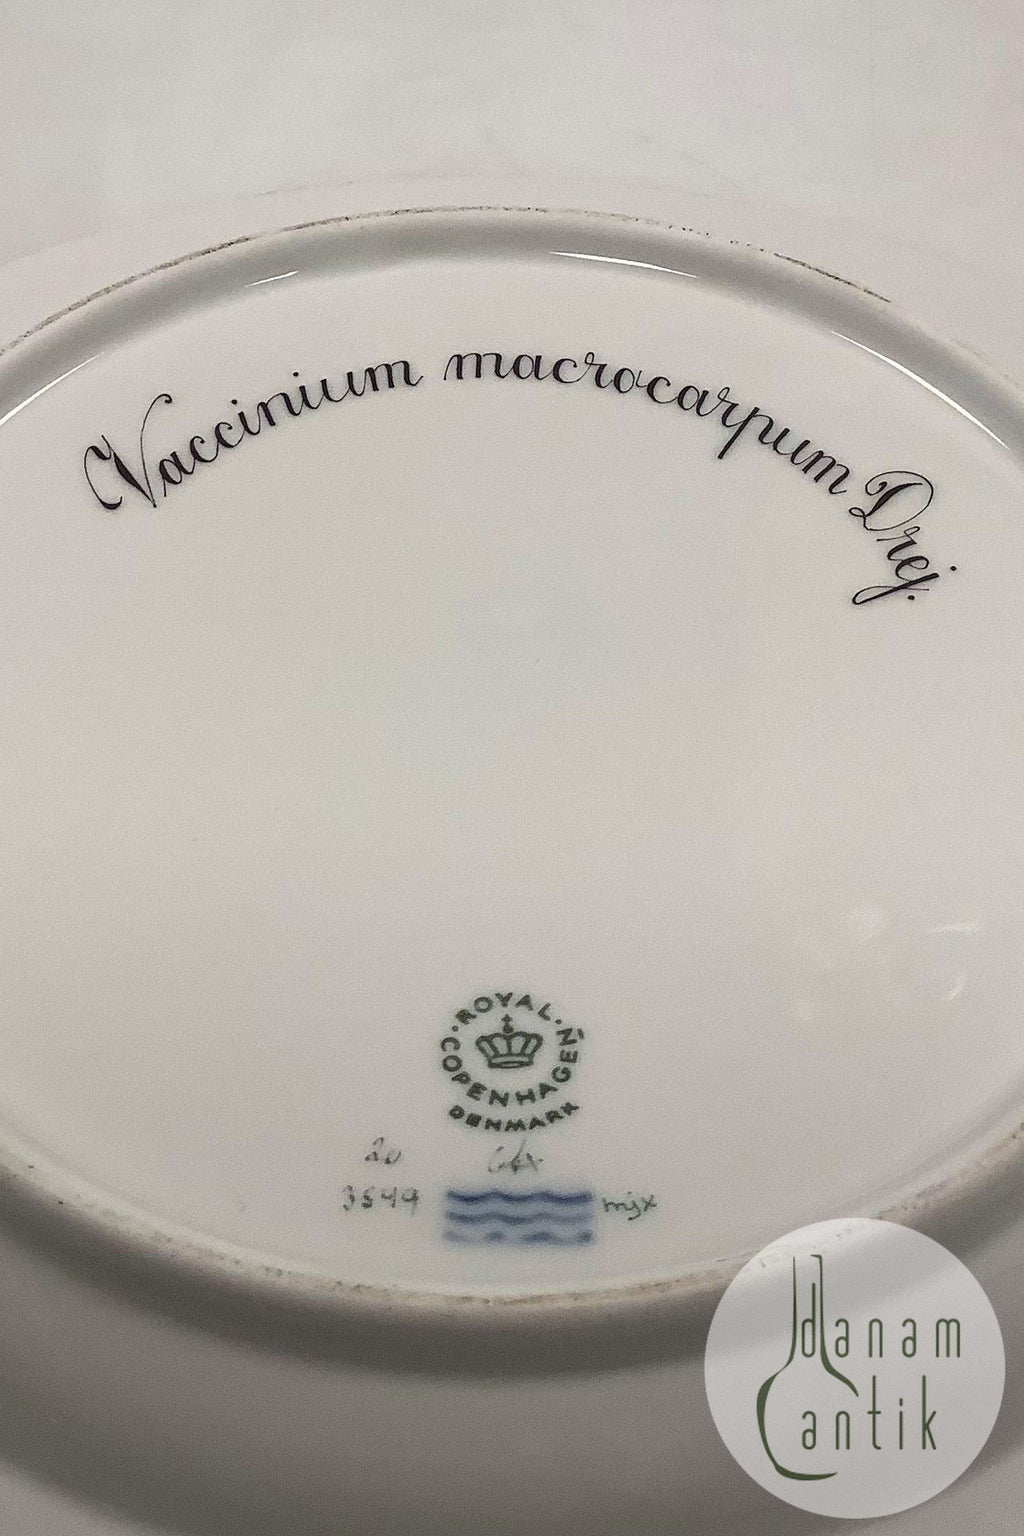 Vaccinium macrocarpum Drej.
ROYAL
COPENHAGEN
DENMARK
20
3549
danam
antik